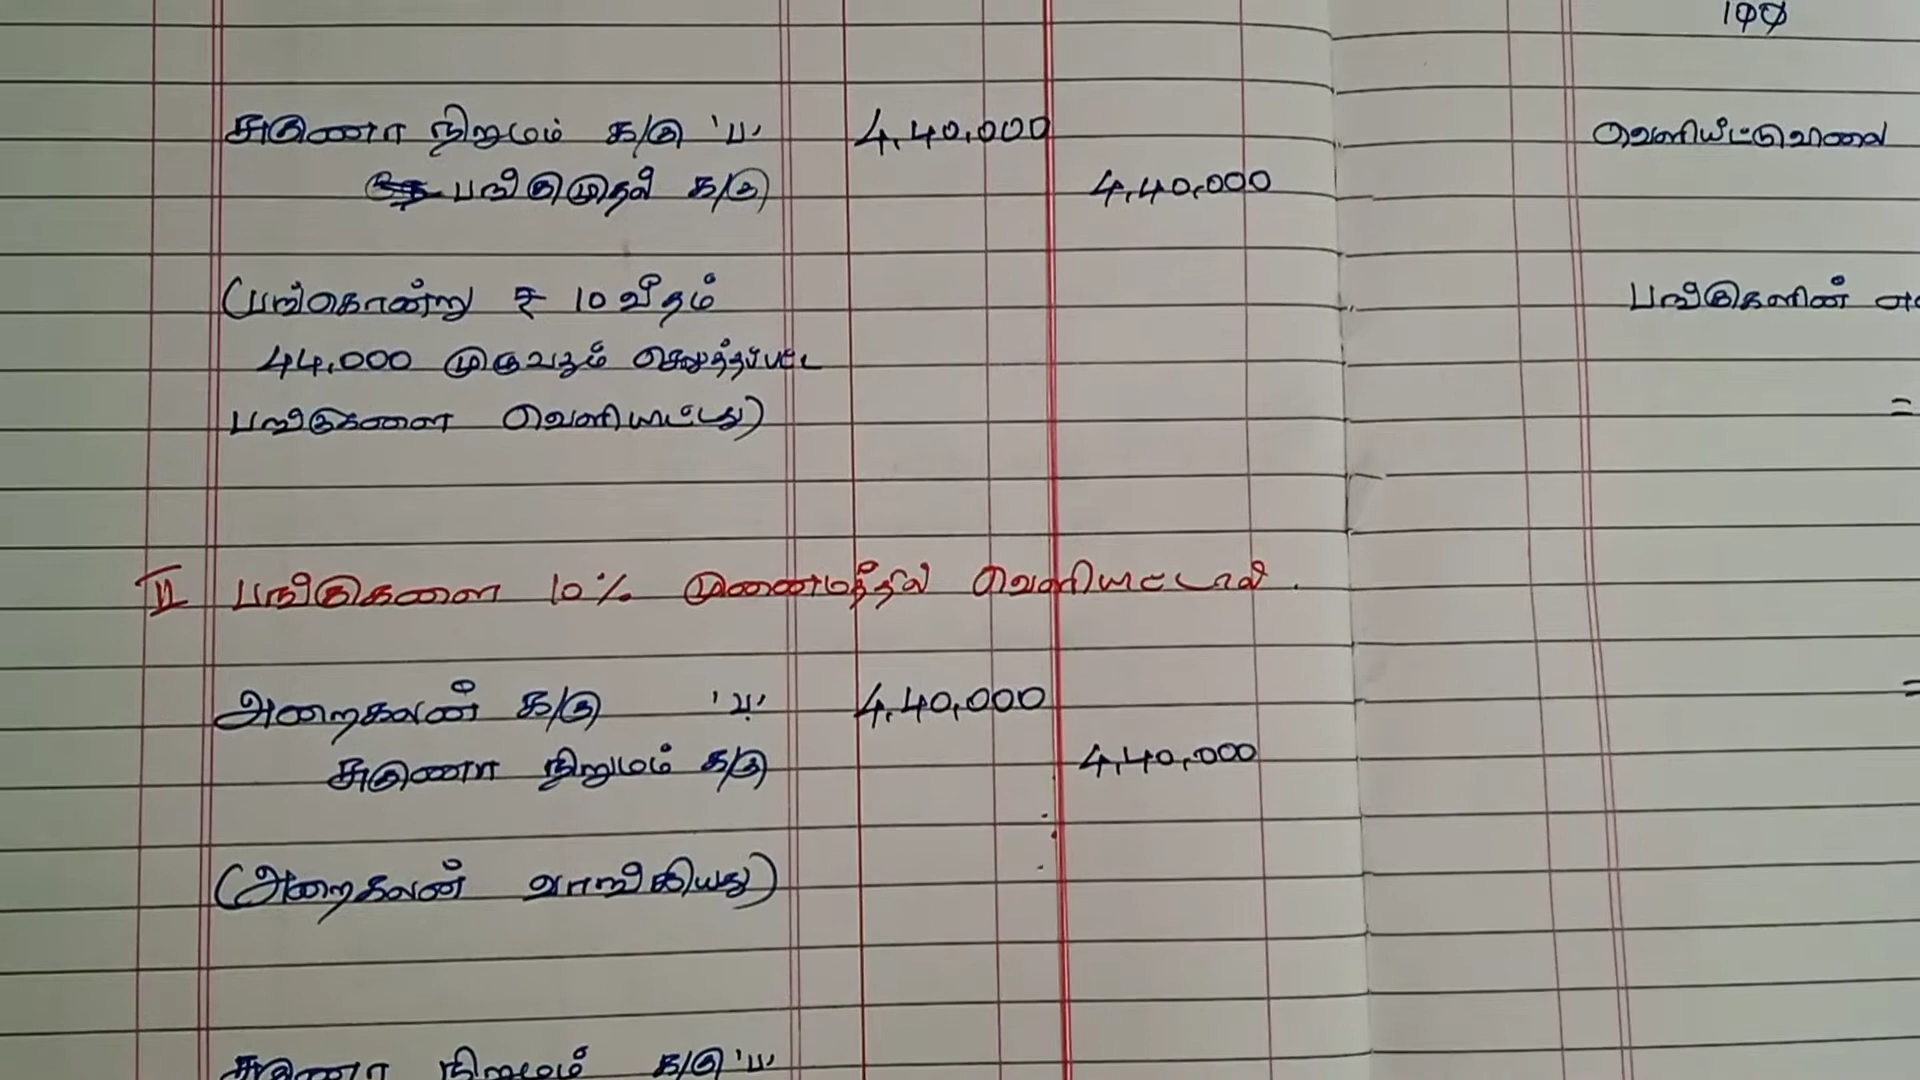 சுகுணா நிறுமம் க/கு 'ப' 4,40,000
பங்குமுதல் க/கு 4,40,000
(பங்கொன்று ₹ 10 வீதம்
44,000 முழுவதும் செலுத்தப்பட்ட
பங்குகளை வெளியிட்டது)
II பங்குகளை 10% முனைமத்தில் வெளியிட்டால்.
அறைகலன் க/கு 'ப' 4,40,000
சுகுணா நிறுமம் க/கு 4,40,000
(அறைகலன் வாங்கியது)
சுகுணா நிறுமம் க/கு 'ப'
100
வெளியீட்டு விலை
பங்குகளின்
=
=